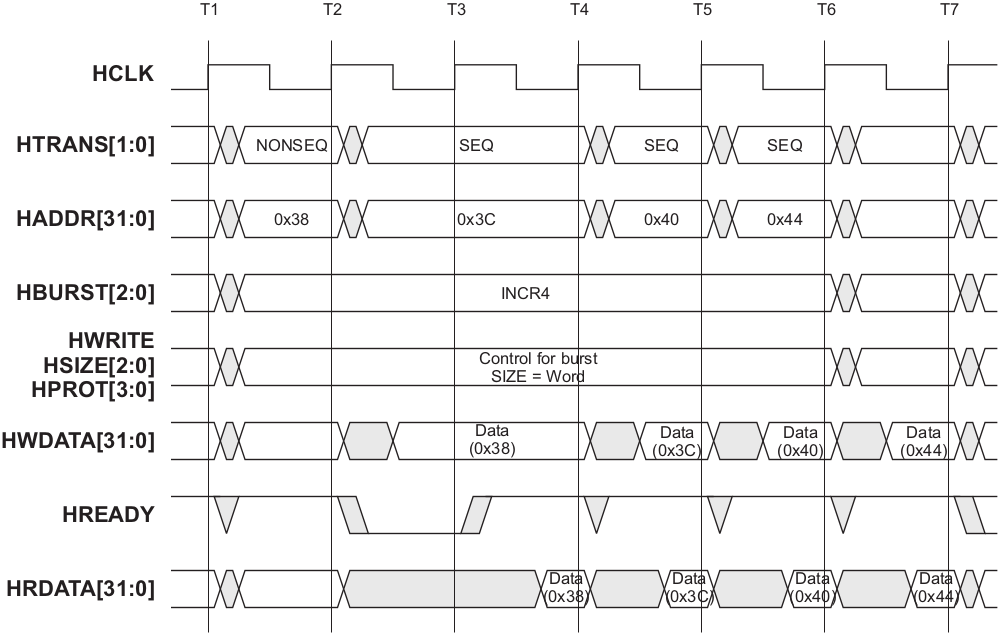 T1 T2 T3 T4 T5 T6 T7
HCLK
HTRANS[1:0] NONSEQ SEQ SEQ SEQ
HADDR[31:0] 0x38 0x3C 0x40 0x44
HBURST[2:0] INCR4
HWRITE
HSIZE[2:0] Control for burst
HPROT[3:0] SIZE = Word
HWDATA[31:0] Data Data Data Data
(0x38) (0x3C) (0x40) (0x44)
HREADY
HRDATA[31:0] Data Data Data Data
(0x38) (0x3C) (0x40) (0x44)